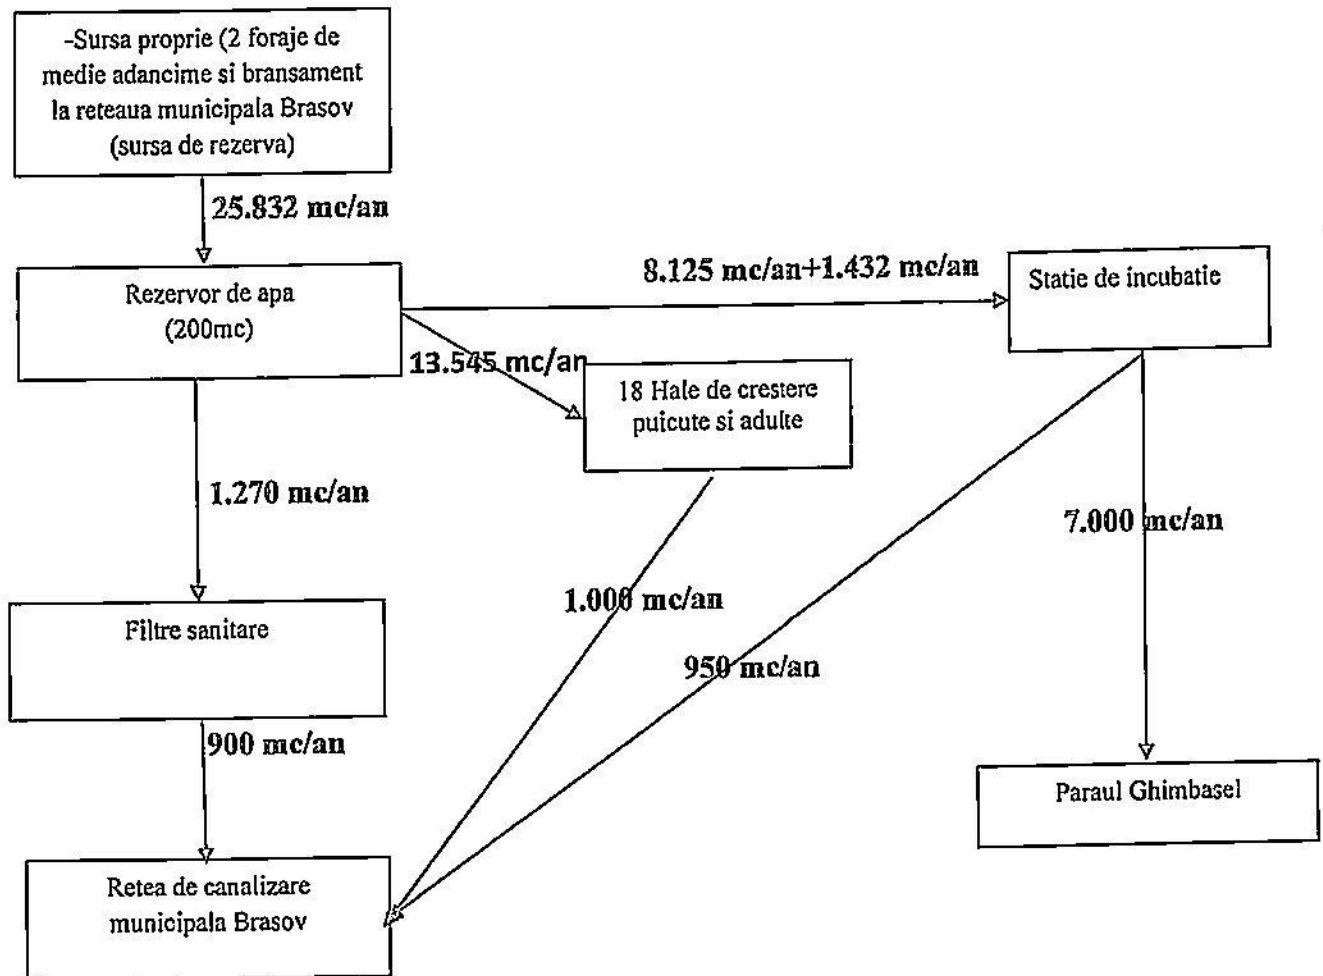 -Sursa proprie (2 foraje de
medie adancime si bransament
la reteaua municipala Brasov
(sursa de rezerva)
25.832 mc/an
Rezervor de apa
(200mc)
8.125 mc/an+1.432 mc/an
Statie de incubatie
13.545 mc/an
18 Hale de crestere
puicute si adulte
1.270 mc/an
7.000 mc/an
1.000 mc/an
Filtre sanitare
950 mc/an
900 mc/an
Paraul Ghimbasel
Retea de canalizare
municipala Brasov